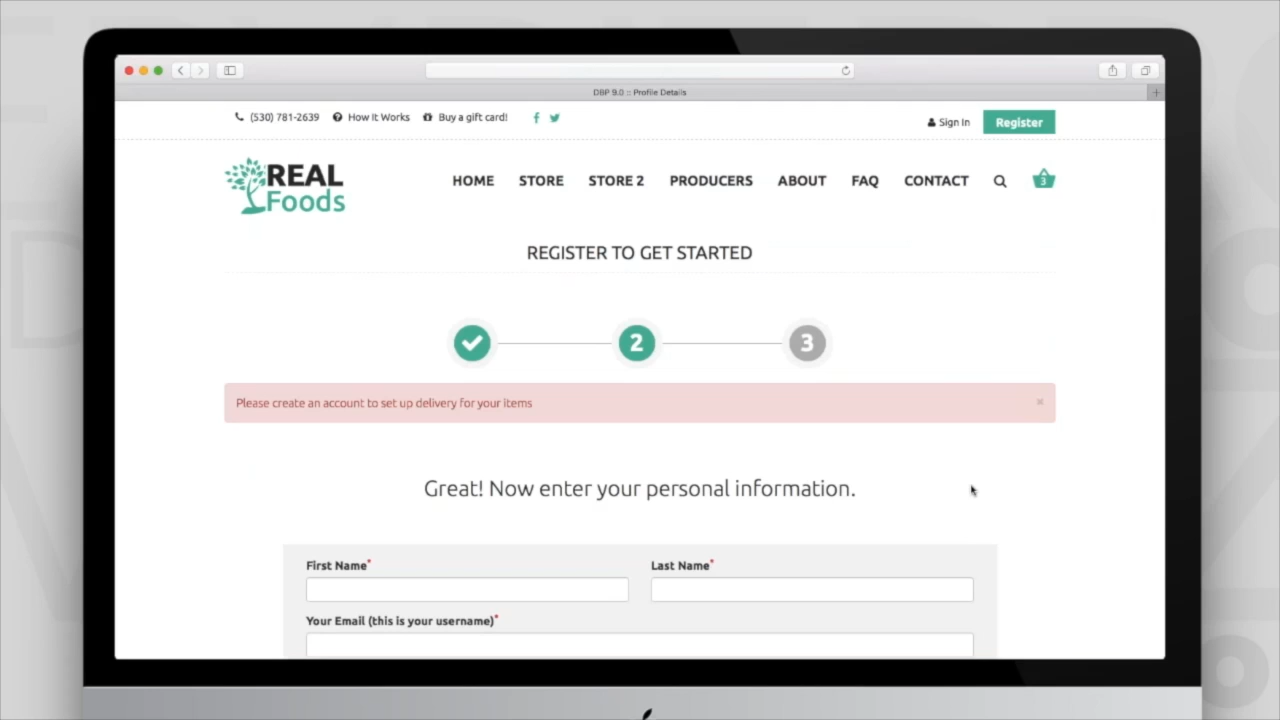 DBP 9.0 :: Profile Details
(530) 781-2639 How It Works Buy a gift card!
Sign In Register
REAL
Foods
HOME STORE STORE 2 PRODUCERS ABOUT FAQ CONTACT 3
REGISTER TO GET STARTED
2 3
Please create an account to set up delivery for your items
Great! Now enter your personal information.
First Name* Last Name*
Your Email (this is your username)*